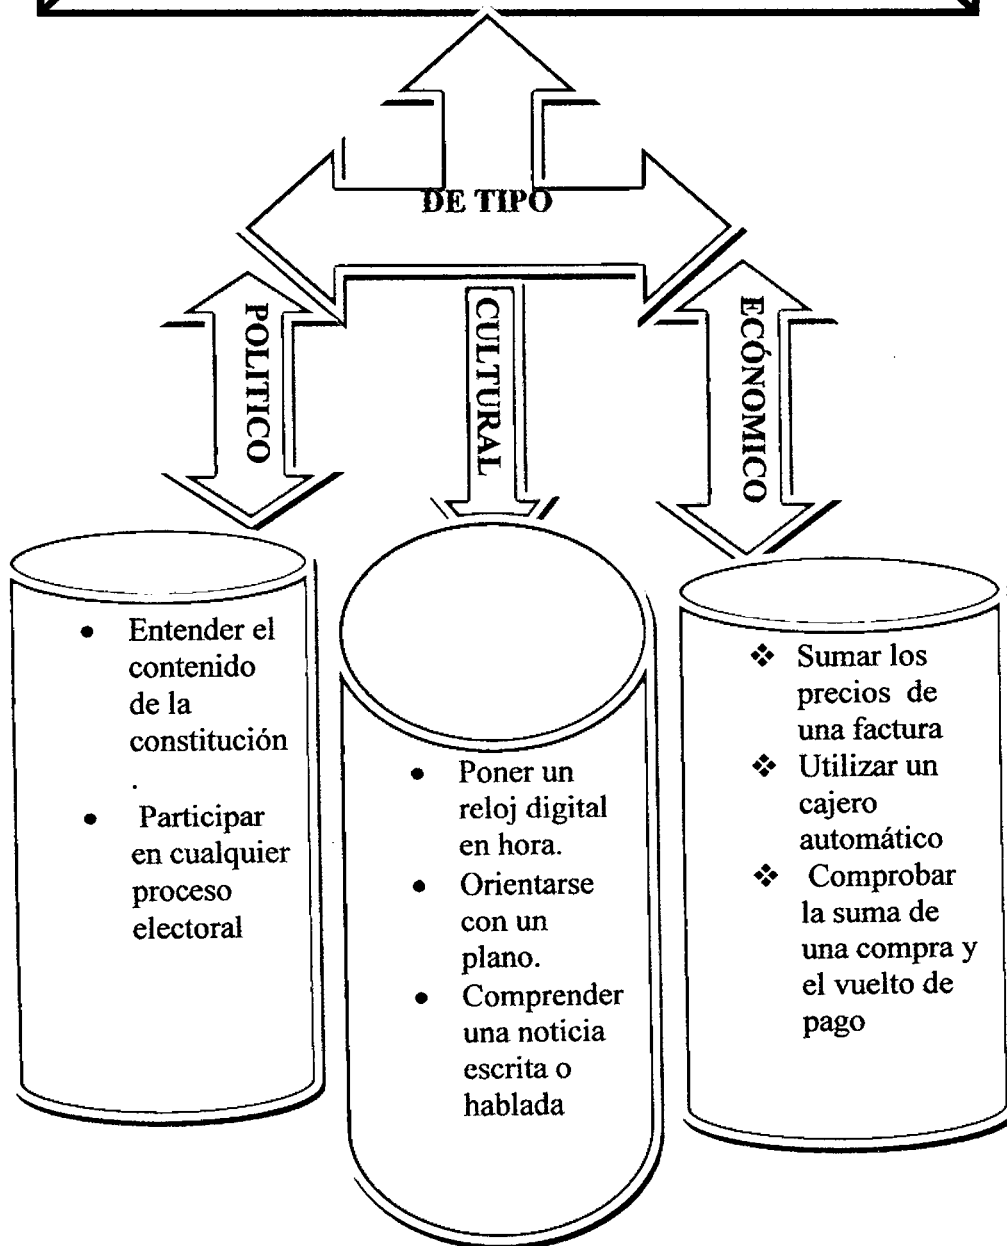 DE TIPO
POLITICO
CULTURAL
ECÓNOMICO
• Entender el
contenido
de la
constitución
.
• Participar
en cualquier
proceso
electoral
• Poner un
reloj digital
en hora.
• Orientarse
con un
plano.
• Comprender
una noticia
escrita o
hablada
❖ Sumar los
precios de
una factura
❖ Utilizar un
cajero
automático
❖ Comprobar
la suma de
una compra y
el vuelto de
pago